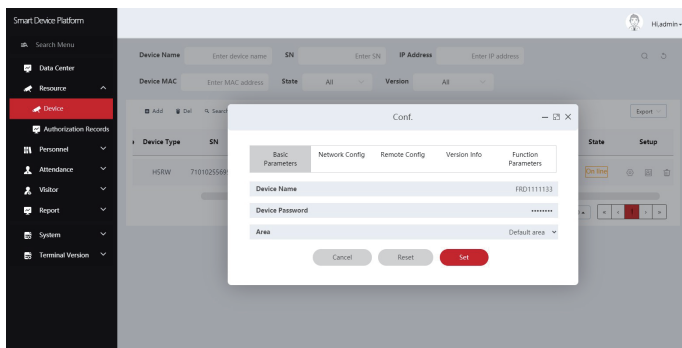 Smart Device Platform
Hi,admin
Search Menu
Data Center
Resource
Device
Authorization Records
Personnel
Attendance
Visitor
Report
System
Terminal Version
Device Name Enter device name SN Enter SN IP Address Enter IP address
Device MAC Enter MAC address State All Version All
Add Del Search Export
Device Type SN State Setup
HSRW On line
1
Conf.
Basic Parameters Network Config Remote Config Version Info Function Parameters
Device Name FRD1111133
Device Password ••••••••
Area Default area
Cancel Reset Set